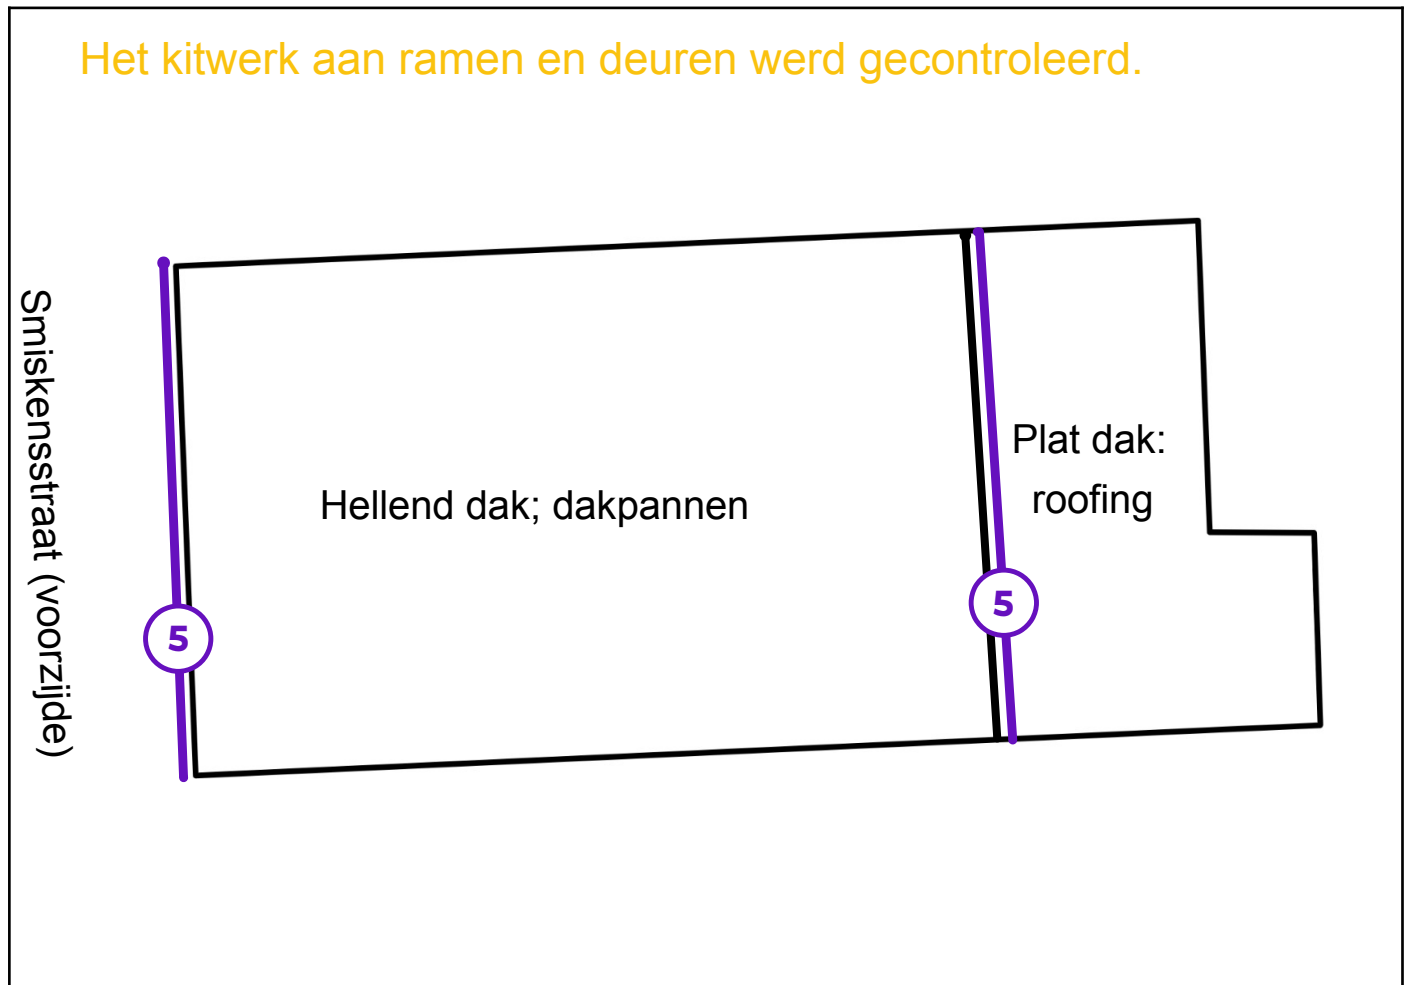 Het kitwerk aan ramen en deuren werd gecontroleerd.
Smiskensstraat (voorzijde)
Hellend dak; dakpannen
Plat dak:
roofing
5
5